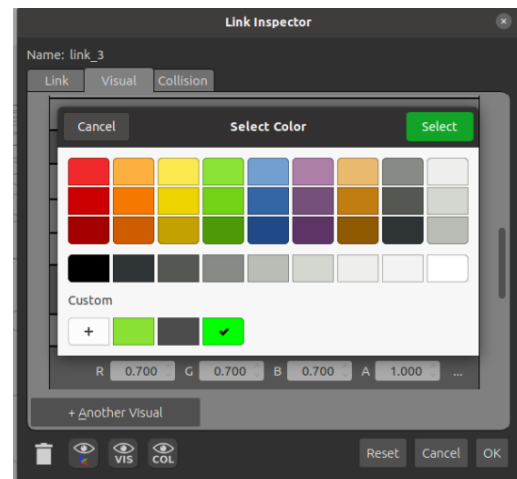 Link Inspector
Name: link_3
Link Visual Collision
Cancel Select Color Select
Custom
+
R 0.700 G 0.700 B 0.700 A 1.000 ...
+ Another Visual
VIS COL Reset Cancel OK